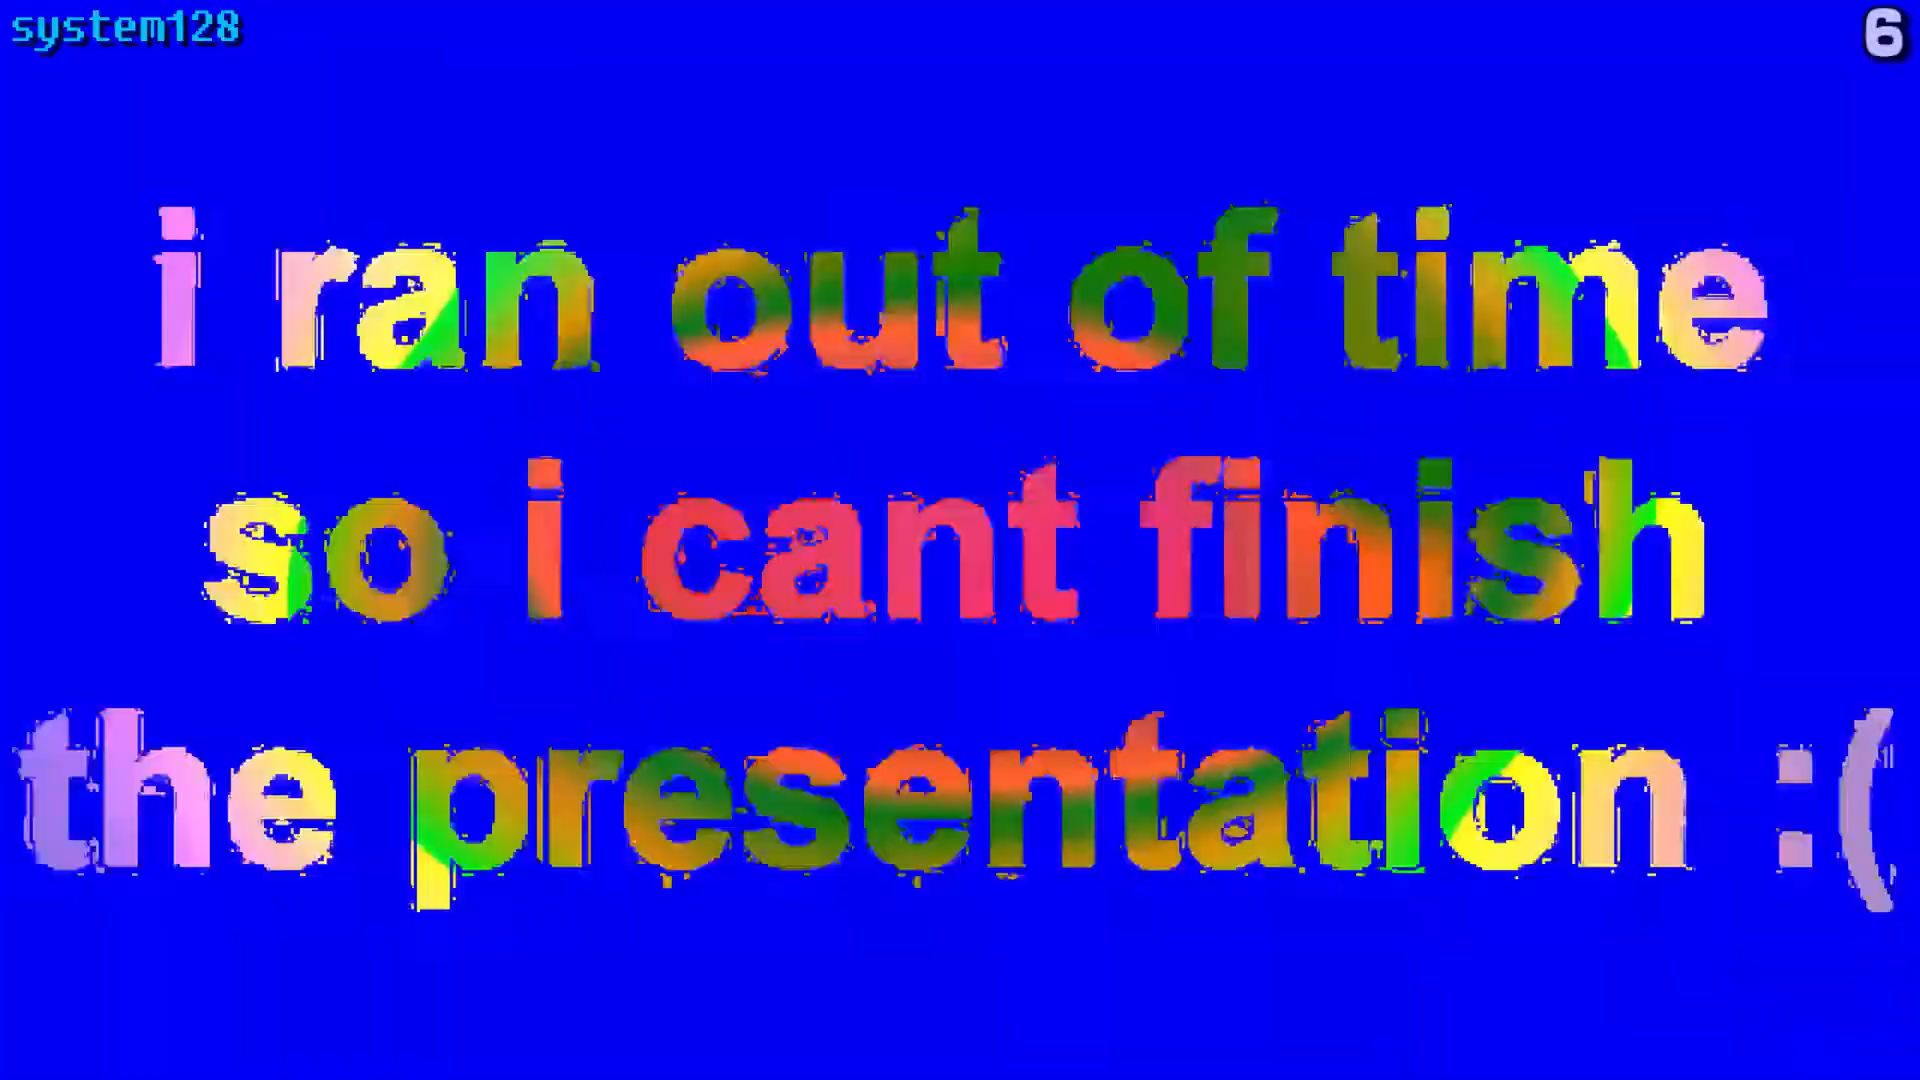 system128
6
i ran out of time
so i cant finish
the presentation :(